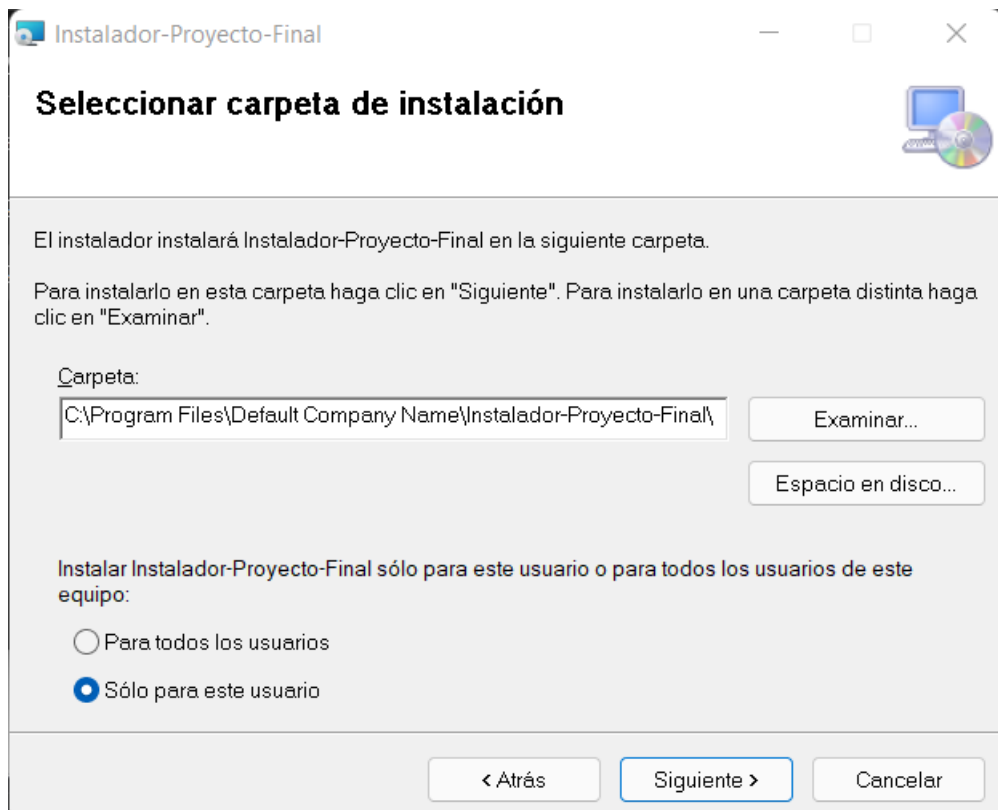 Instalador-Proyecto-Final
Seleccionar carpeta de instalación
El instalador instalará Instalador-Proyecto-Final en la siguiente carpeta.
Para instalarlo en esta carpeta haga clic en "Siguiente". Para instalarlo en una carpeta distinta haga
clic en "Examinar".
Carpeta:
C:\Program Files\Default Company Name\Instalador-Proyecto-Final\
Examinar...
Espacio en disco...
Instalar Instalador-Proyecto-Final sólo para este usuario o para todos los usuarios de este
equipo:
Para todos los usuarios
Sólo para este usuario
< Atrás
Siguiente >
Cancelar